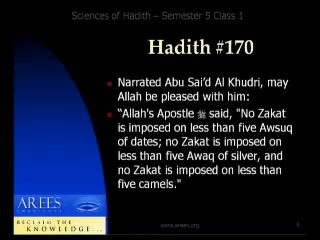 Sciences of Hadith – Semester 5 Class 1
Hadith #170
Narrated Abu Sai'd Al Khudri, may
Allah be pleased with him:
"Allah's Apostle ﷺ said, "No Zakat
is imposed on less than five Awsuq
of dates; no Zakat is imposed on
less than five Awaq of silver, and
no Zakat is imposed on less than
five camels."
AREES
RECLAIM THE
KNOWLEDGE...
www.arees.org